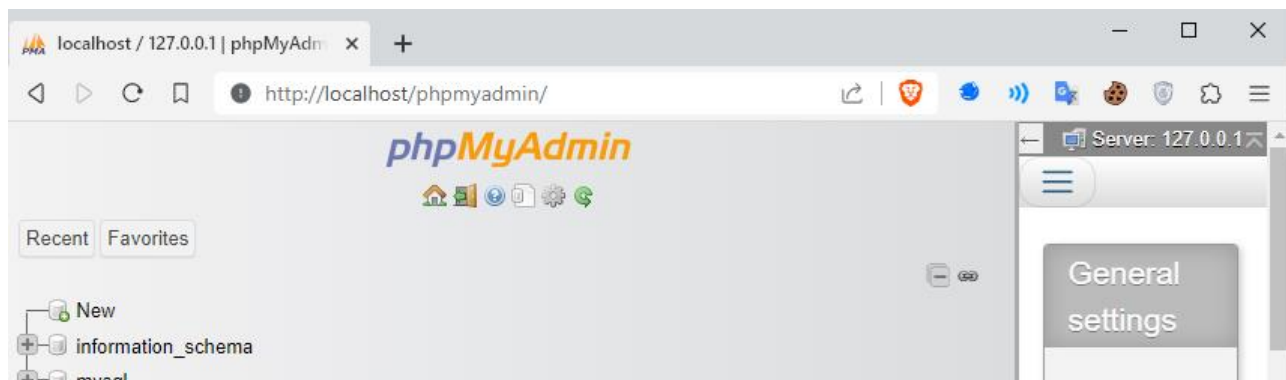 localhost / 127.0.0.1 | phpMyAdm
http://localhost/phpmyadmin/
phpMyAdmin
Server: 127.0.0.1
Recent Favorites
General
settings
New
information_schema
mysql